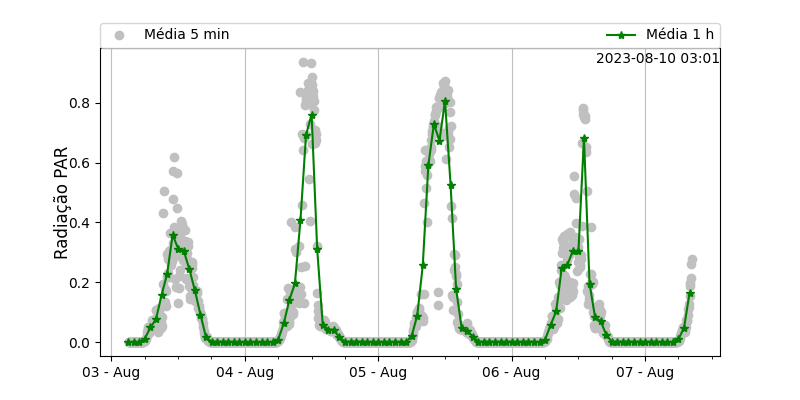 Média 5 min
Média 1 h
2023-08-10 03:01
Radiação PAR
0.8
0.6
0.4
0.2
0.0
03 - Aug
04 - Aug
05 - Aug
06 - Aug
07 - Aug